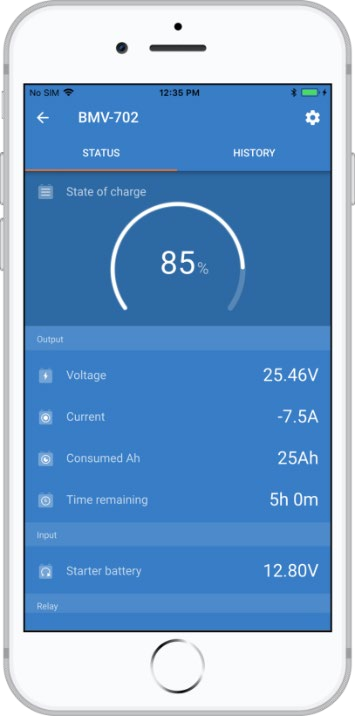 No SIM 12:35 PM
BMV-702
STATUS HISTORY
State of charge
85%
Output
Voltage 25.46V
Current -7.5A
Consumed Ah 25Ah
Time remaining 5h 0m
Input
Starter battery 12.80V
Relay